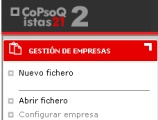 CoPsoQ
istas21 2
GESTIÓN DE EMPRESAS
Nuevo fichero
Abrir fichero
Configurar empresa